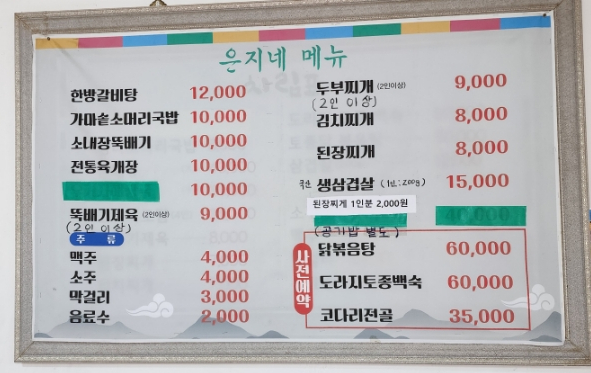 은지네 메뉴
한방갈비탕 12,000
가마솥소머리국밥 10,000
소내장뚝배기 10,000
전통육개장 10,000
10,000
뚝배기제육 (2인이상) 9,000
(2인 이상)
주 류
맥주 4,000
소주 4,000
막걸리 3,000
음료수 2,000
두부찌개 (2인이상) 9,000
(2인 이상)
김치찌개 8,000
된장찌개 8,000
국산 생삼겹살 (1인:200g) 15,000
된장찌게 1인분 2,000원
(공기밥 별도)
사전예약
닭볶음탕 60,000
도라지토종백숙 60,000
코다리전골 35,000